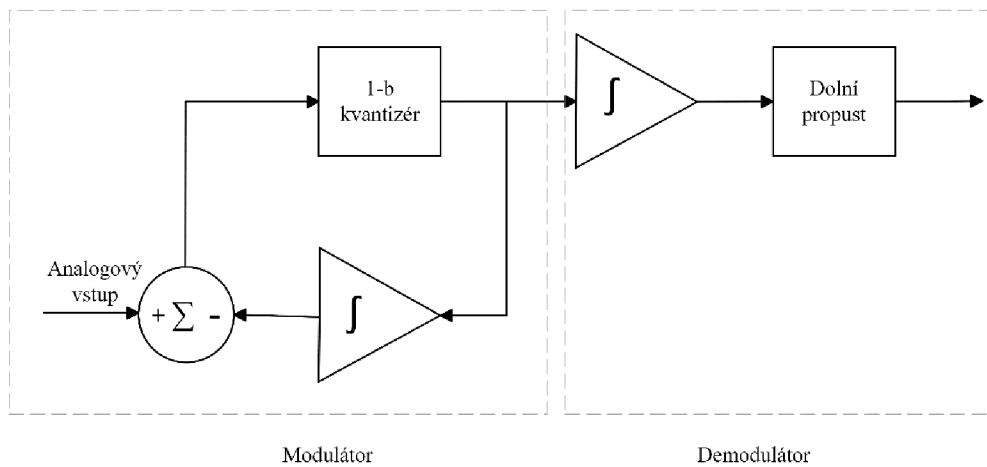 1-b
kvantizér
∫
Dolní
propust
Analogový
vstup
+ Σ -
∫
Modulátor
Demodulátor